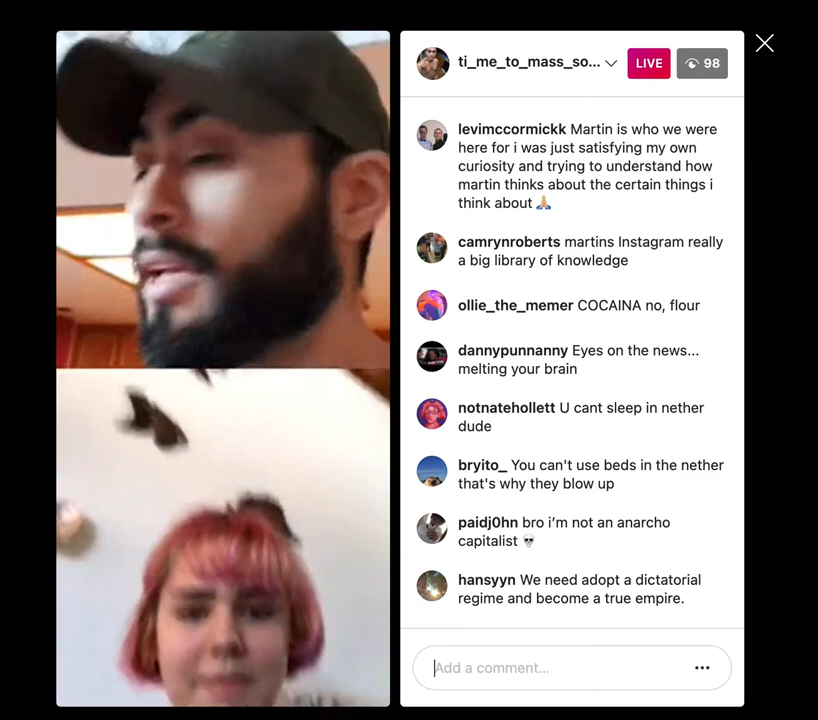 ti_me_to_mass_so...
LIVE
98
levimccormickk Martin is who we were
here for i was just satisfying my own
curiosity and trying to understand how
martin thinks about the certain things i
think about 🙏🏼
camrynroberts martins Instagram really
a big library of knowledge
ollie_the_memer COCAINA no, flour
dannypunnanny Eyes on the news...
melting your brain
notnatehollett U cant sleep in nether
dude
bryito_ You can't use beds in the nether
that's why they blow up
paidj0hn bro i’m not an anarcho
capitalist 💀
hansyyn We need adopt a dictatorial
regime and become a true empire.
Add a comment...